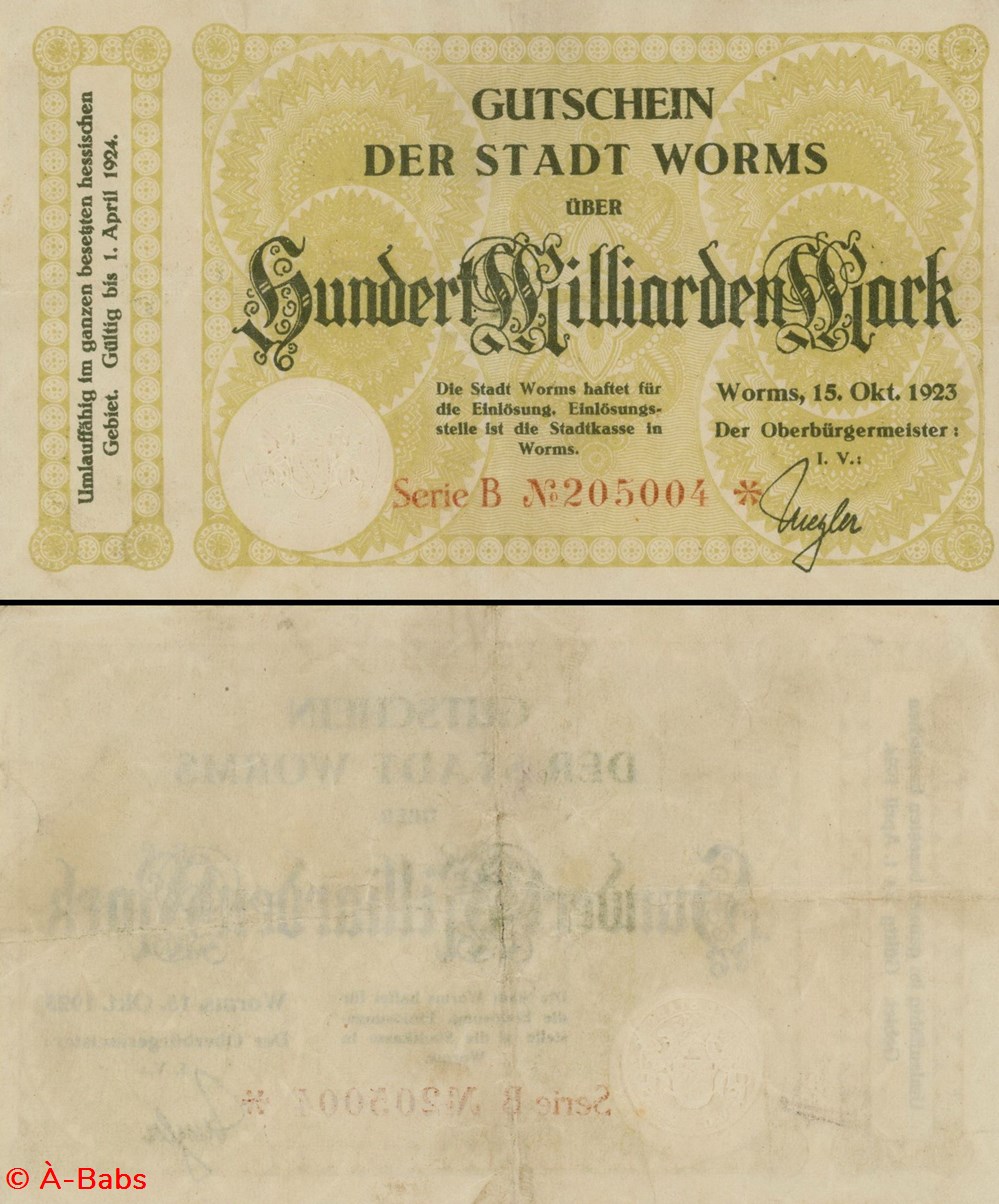 Umlauffähig im ganzen besetzten hessischen
Gebiet. Gültig bis 1. April 1924.
GUTSCHEIN
DER STADT WORMS
ÜBER
Hundert Milliarden Mark
Die Stadt Worms haftet für
die Einlösung. Einlösungs-
stelle ist die Stadtkasse in
Worms.
Worms, 15. Okt. 1923
Der Oberbürgermeister:
I. V.:
Serie B No 205004 *
© À-Babs